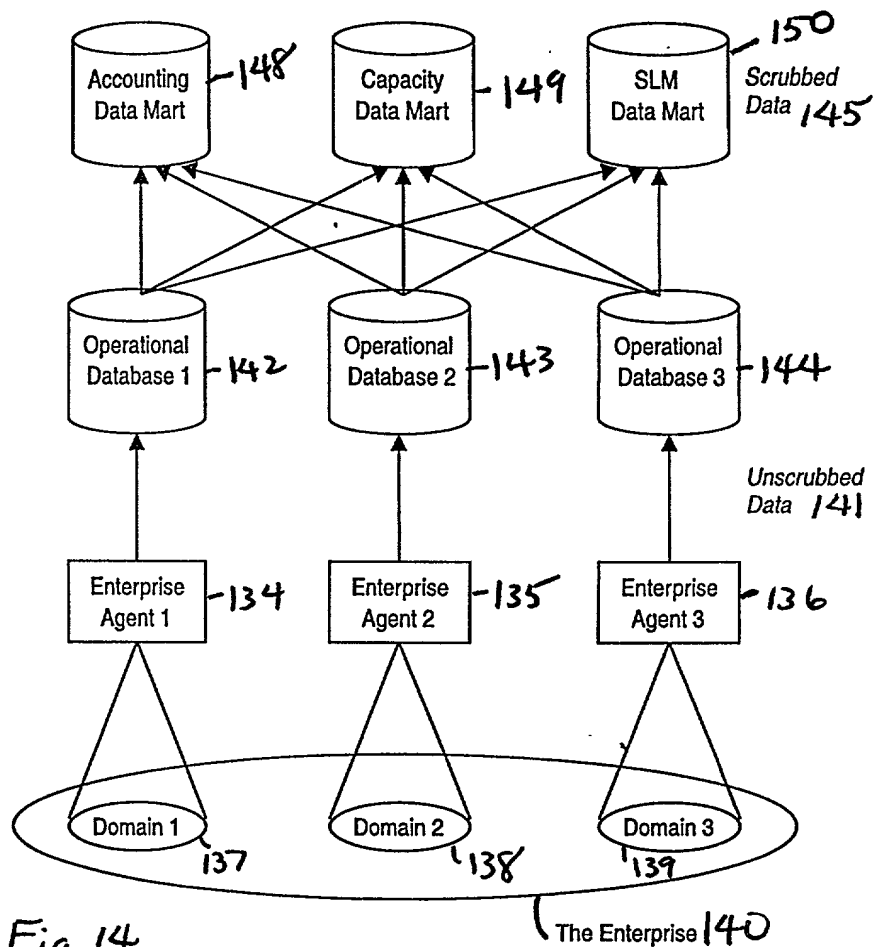 150
Accounting
Data Mart
148
Capacity
Data Mart
149
SLM
Data Mart
Scrubbed
Data 145
Operational
Database 1
142
Operational
Database 2
143
Operational
Database 3
144
Unscrubbed
Data 141
Enterprise
Agent 1
134
Enterprise
Agent 2
135
Enterprise
Agent 3
136
Domain 1
137
Domain 2
138
Domain 3
139
Fig. 14
The Enterprise 140